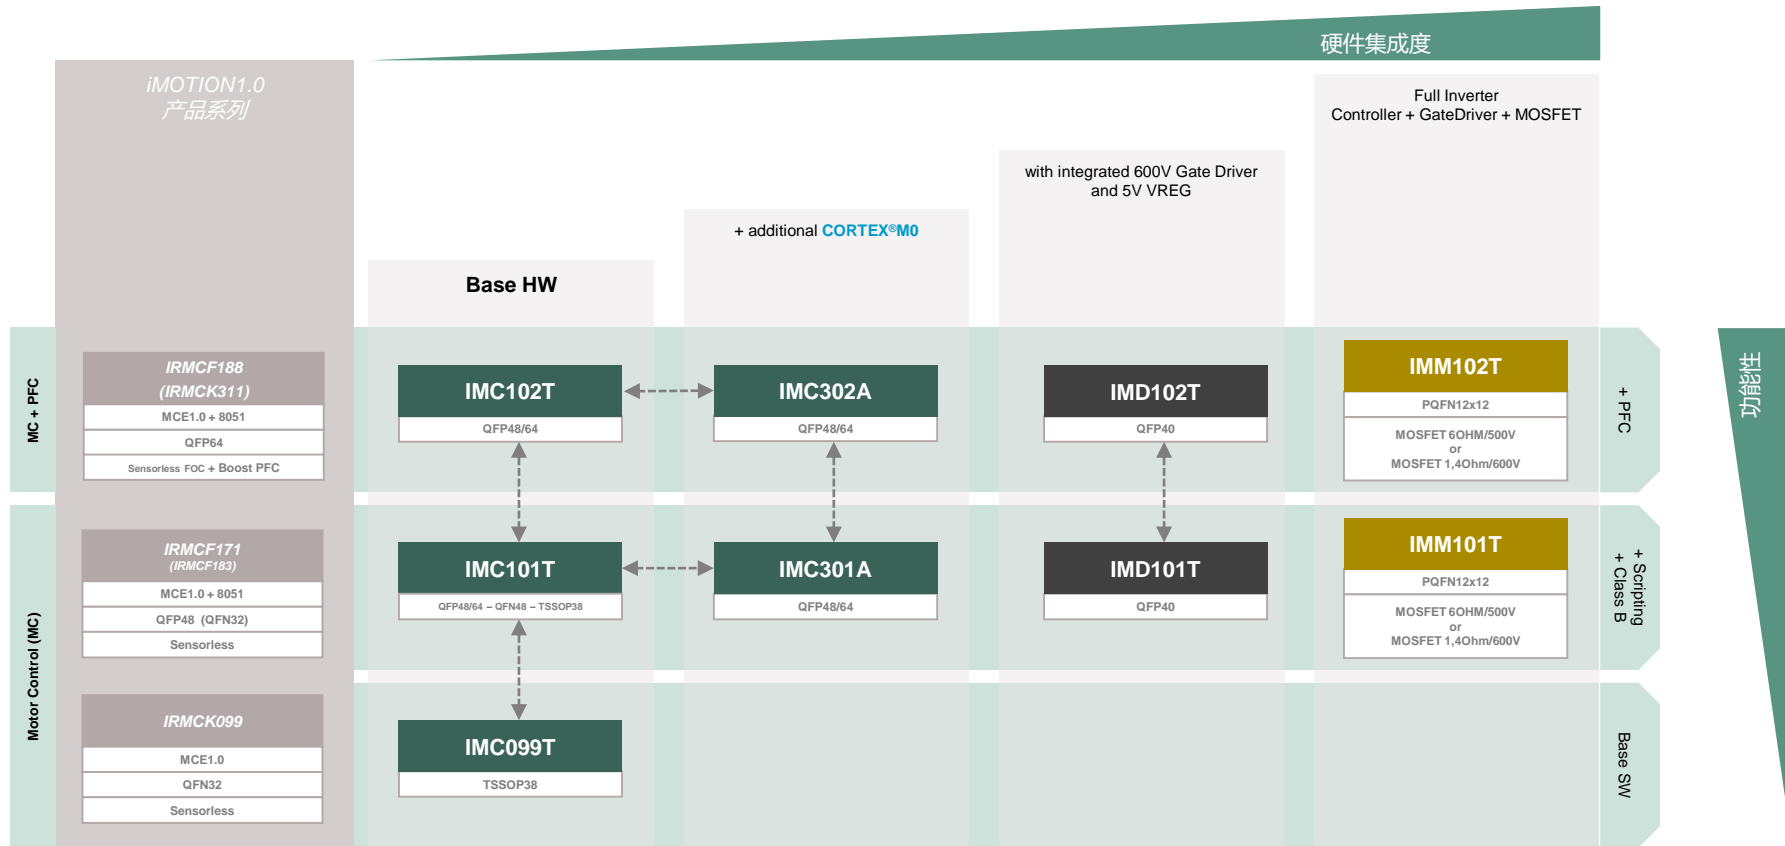 硬件集成度
iMOTION1.0
产品系列
Full Inverter
Controller + GateDriver + MOSFET
with integrated 600V Gate Driver
and 5V VREG
+ additional CORTEX®M0
Base HW
MC + PFC
IRMCF188
(IRMCK311)
MCE1.0 + 8051
QFP64
Sensorless FOC + Boost PFC
IMC102T
QFP48/64
IMC302A
QFP48/64
IMD102T
QFP40
IMM102T
PQFN12x12
MOSFET 6OHM/500V
or
MOSFET 1,4Ohm/600V
+ PFC
功能性
Motor Control (MC)
IRMCF171
(IRMCF183)
MCE1.0 + 8051
QFP48 (QFN32)
Sensorless
IMC101T
QFP48/64 – QFN48 – TSSOP38
IMC301A
QFP48/64
IMD101T
QFP40
IMM101T
PQFN12x12
MOSFET 6OHM/500V
or
MOSFET 1,4Ohm/600V
+ Scripting
+ Class B
IRMCK099
MCE1.0
QFN32
Sensorless
IMC099T
TSSOP38
Base SW